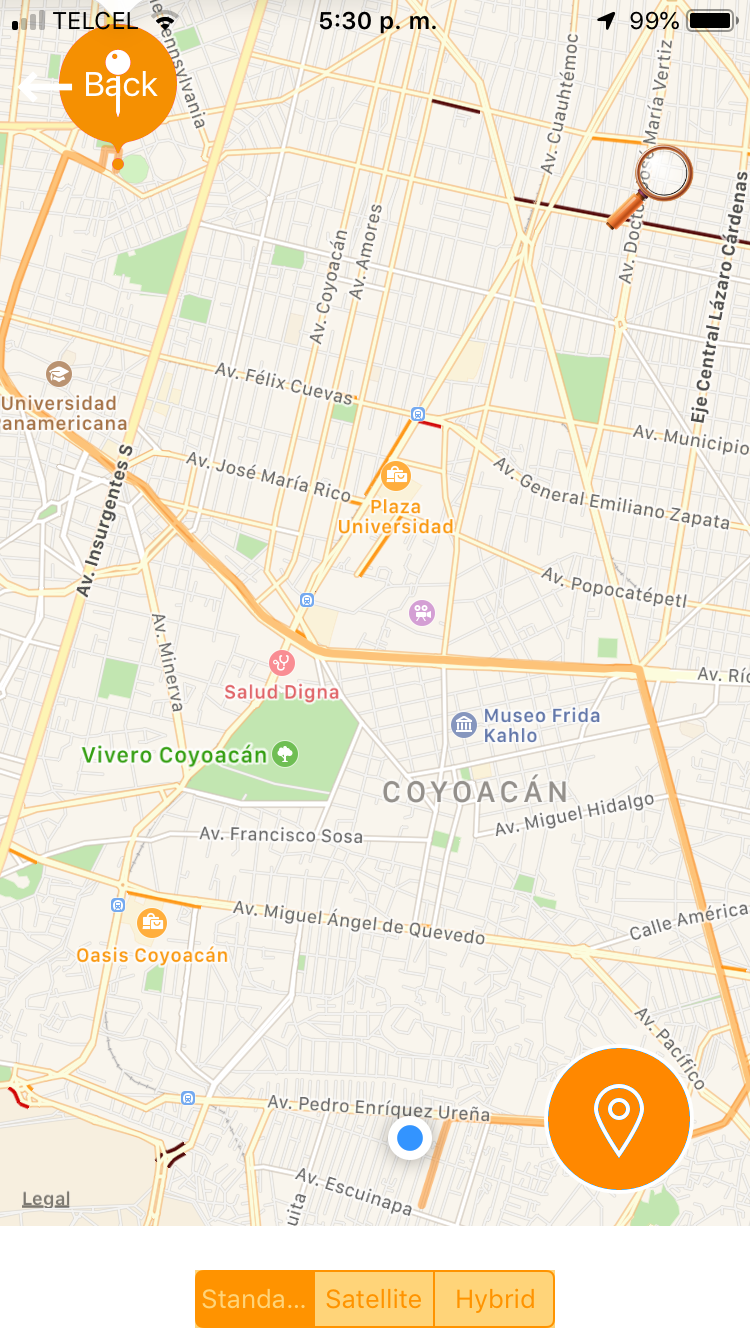 TELCEL
5:30 p. m.
99%
Back
Pennsylvania
Av. Cuauhtémoc
José María Vertiz
Av. Doctor
Av. Amores
Av. Coyoacán
Eje Central Lázaro Cárdenas
Av. Félix Cuevas
Universidad
Panamericana
Av. Municipio
Av. Insurgentes S
Av. José María Rico
Av. General Emiliano Zapata
Plaza
Universidad
Av. Popocatépetl
Av. Minerva
Av. Río
Salud Digna
Museo Frida
Kahlo
Vivero Coyoacán
COYOACÁN
Av. Miguel Hidalgo
Av. Francisco Sosa
Av. Miguel Ángel de Quevedo
Calle América
Oasis Coyoacán
Av. Pacífico
Av. Pedro Enríquez Ureña
Av. Escuinapa
uita
Legal
Standa...
Satellite
Hybrid